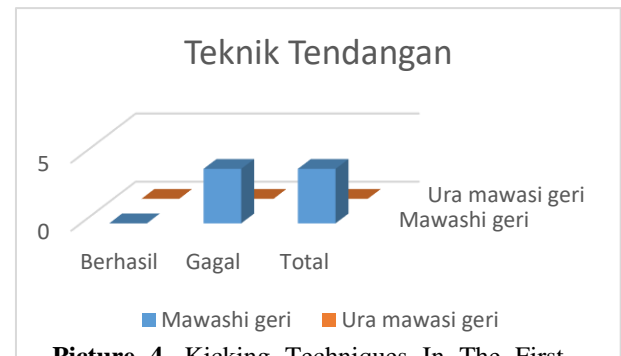 Teknik Tendangan
5
0
Ura mawasi geri
Mawashi geri
Berhasil Gagal Total
Mawashi geri Ura mawasi geri
Picture 4. Kicking Techniques In The First